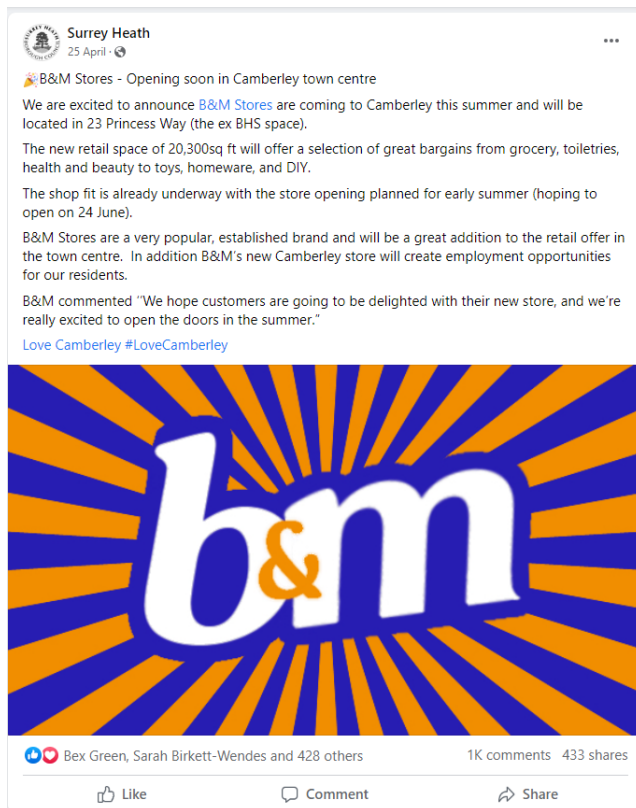 Surrey Heath
25 April ·
B&M Stores - Opening soon in Camberley town centre
We are excited to announce B&M Stores are coming to Camberley this summer and will be
located in 23 Princess Way (the ex BHS space).
The new retail space of 20,300sq ft will offer a selection of great bargains from grocery, toiletries,
health and beauty to toys, homeware, and DIY.
The shop fit is already underway with the store opening planned for early summer (hoping to
open on 24 June).
B&M Stores are a very popular, established brand and will be a great addition to the retail offer in
the town centre.  In addition B&M's new Camberley store will create employment opportunities
for our residents.
B&M commented "We hope customers are going to be delighted with their new store, and we're
really excited to open the doors in the summer."
Love Camberley #LoveCamberley
b&m
Bex Green, Sarah Birkett-Wendes and 428 others
1K comments 433 shares
Like Comment Share